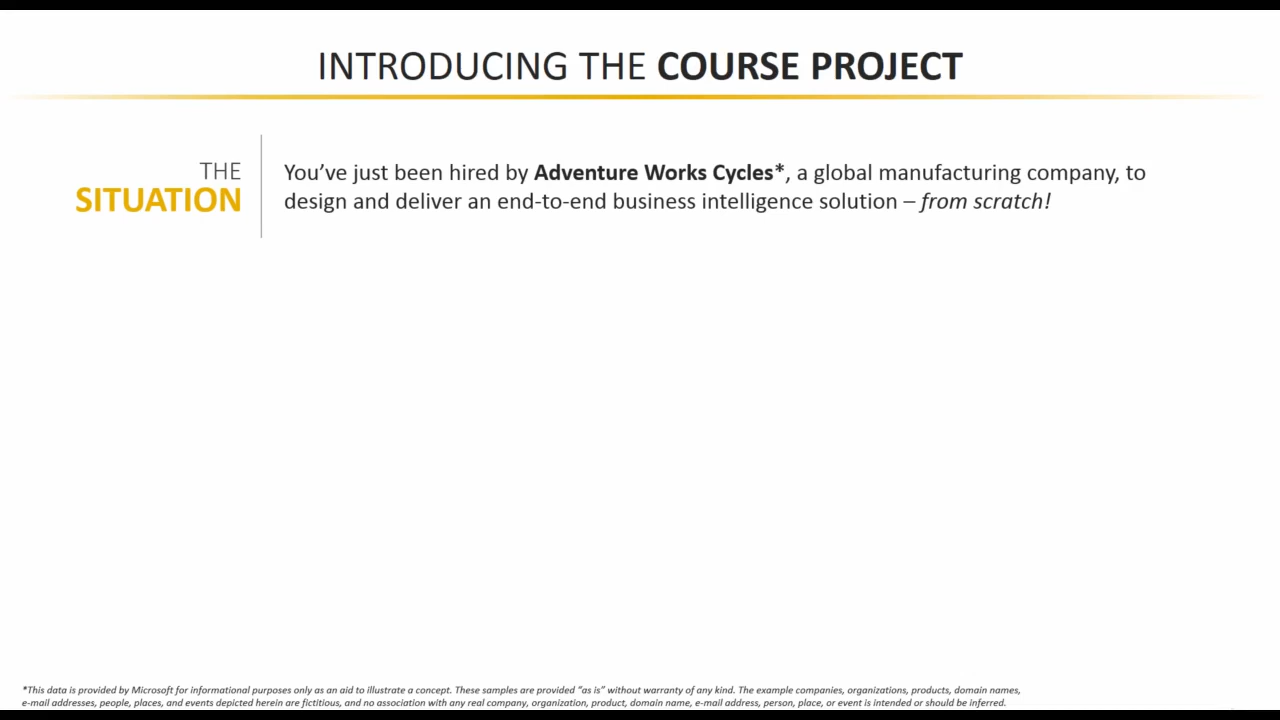 INTRODUCING THE COURSE PROJECT
THE
SITUATION
You’ve just been hired by Adventure Works Cycles*, a global manufacturing company, to
design and deliver an end-to-end business intelligence solution – from scratch!
*This data is provided by Microsoft for informational purposes only as an aid to illustrate a concept. These samples are provided “as is” without warranty of any kind. The example companies, organizations, products, domain names,
e-mail addresses, people, places, and events depicted herein are fictitious, and no association with any real company, organization, product, domain name, e-mail address, person, place, or event is intended or should be inferred.